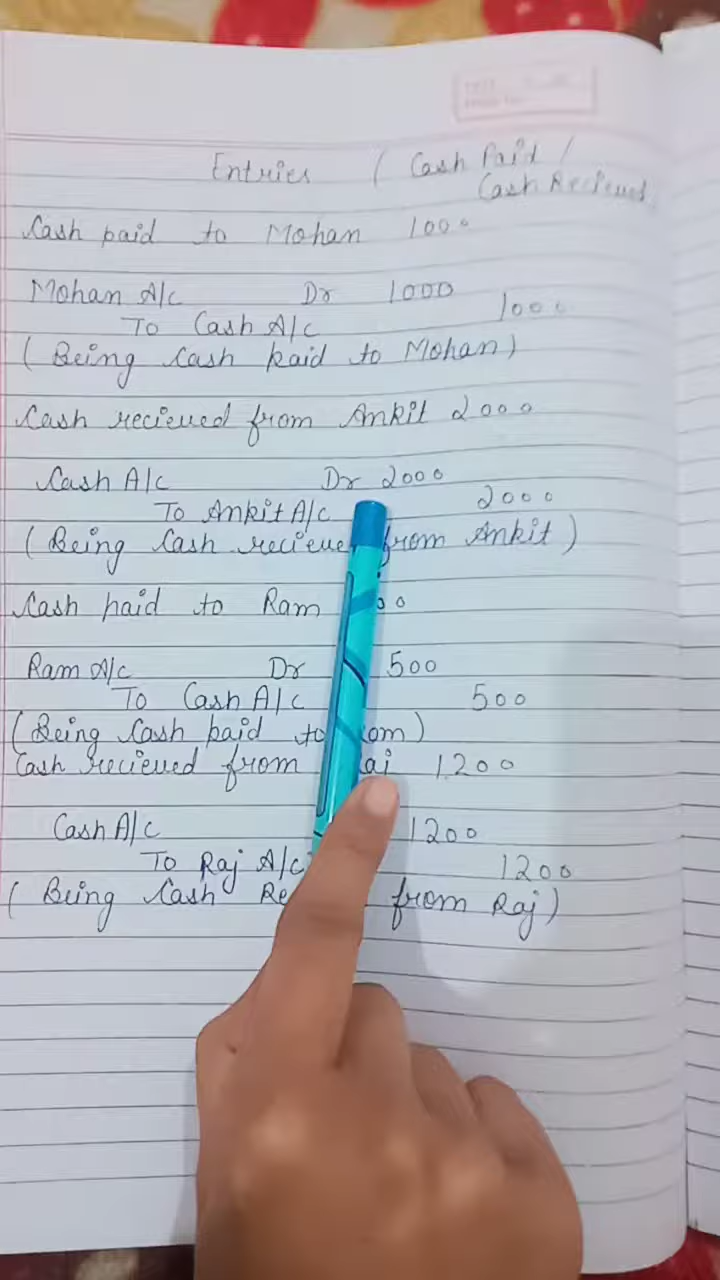 Entries ( Cash Paid /
Cash Recieved
Cash paid to Mohan 1000
Mohan A/c Dr 1000
To Cash A/c 1000
( Being Cash paid to Mohan )
Cash recieved from Ankit 2000
Cash A/c Dr 2000
To Ankit A/c 2000
( Being Cash recieved from Ankit )
Cash paid to Ram
Ram A/c Dr 500
To Cash A/c 500
( Being Cash paid to )
Cash recieved from 1200
Cash A/c 1200
To Raj A/c 1200
( Being Cash from Raj )